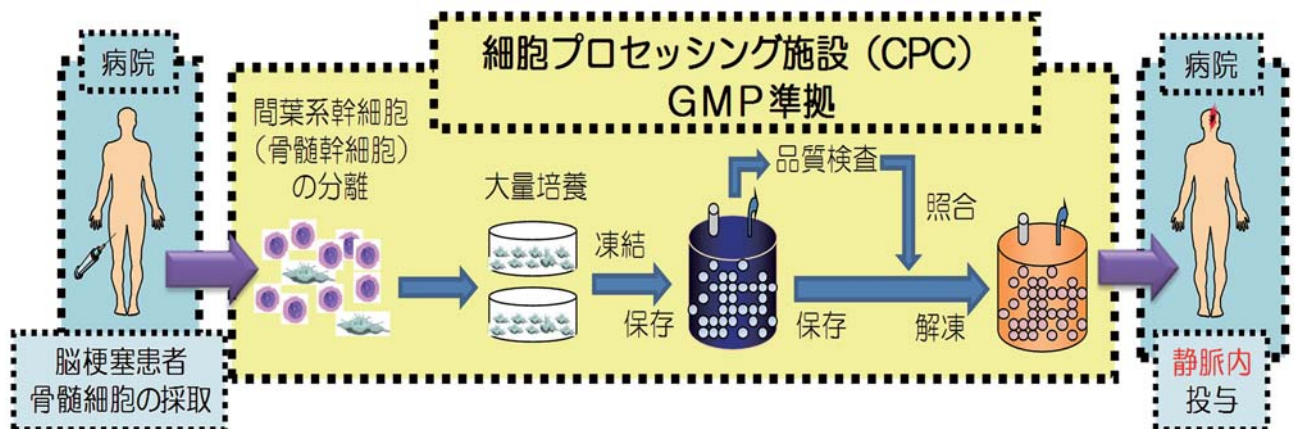 病院
脳梗塞患者
骨髄細胞の採取
細胞プロセッシング施設（CPC）
GMP準拠
間葉系幹細胞
（骨髄幹細胞）
の分離
大量培養
凍結
保存
品質検査
照合
保存
解凍
病院
静脈内
投与